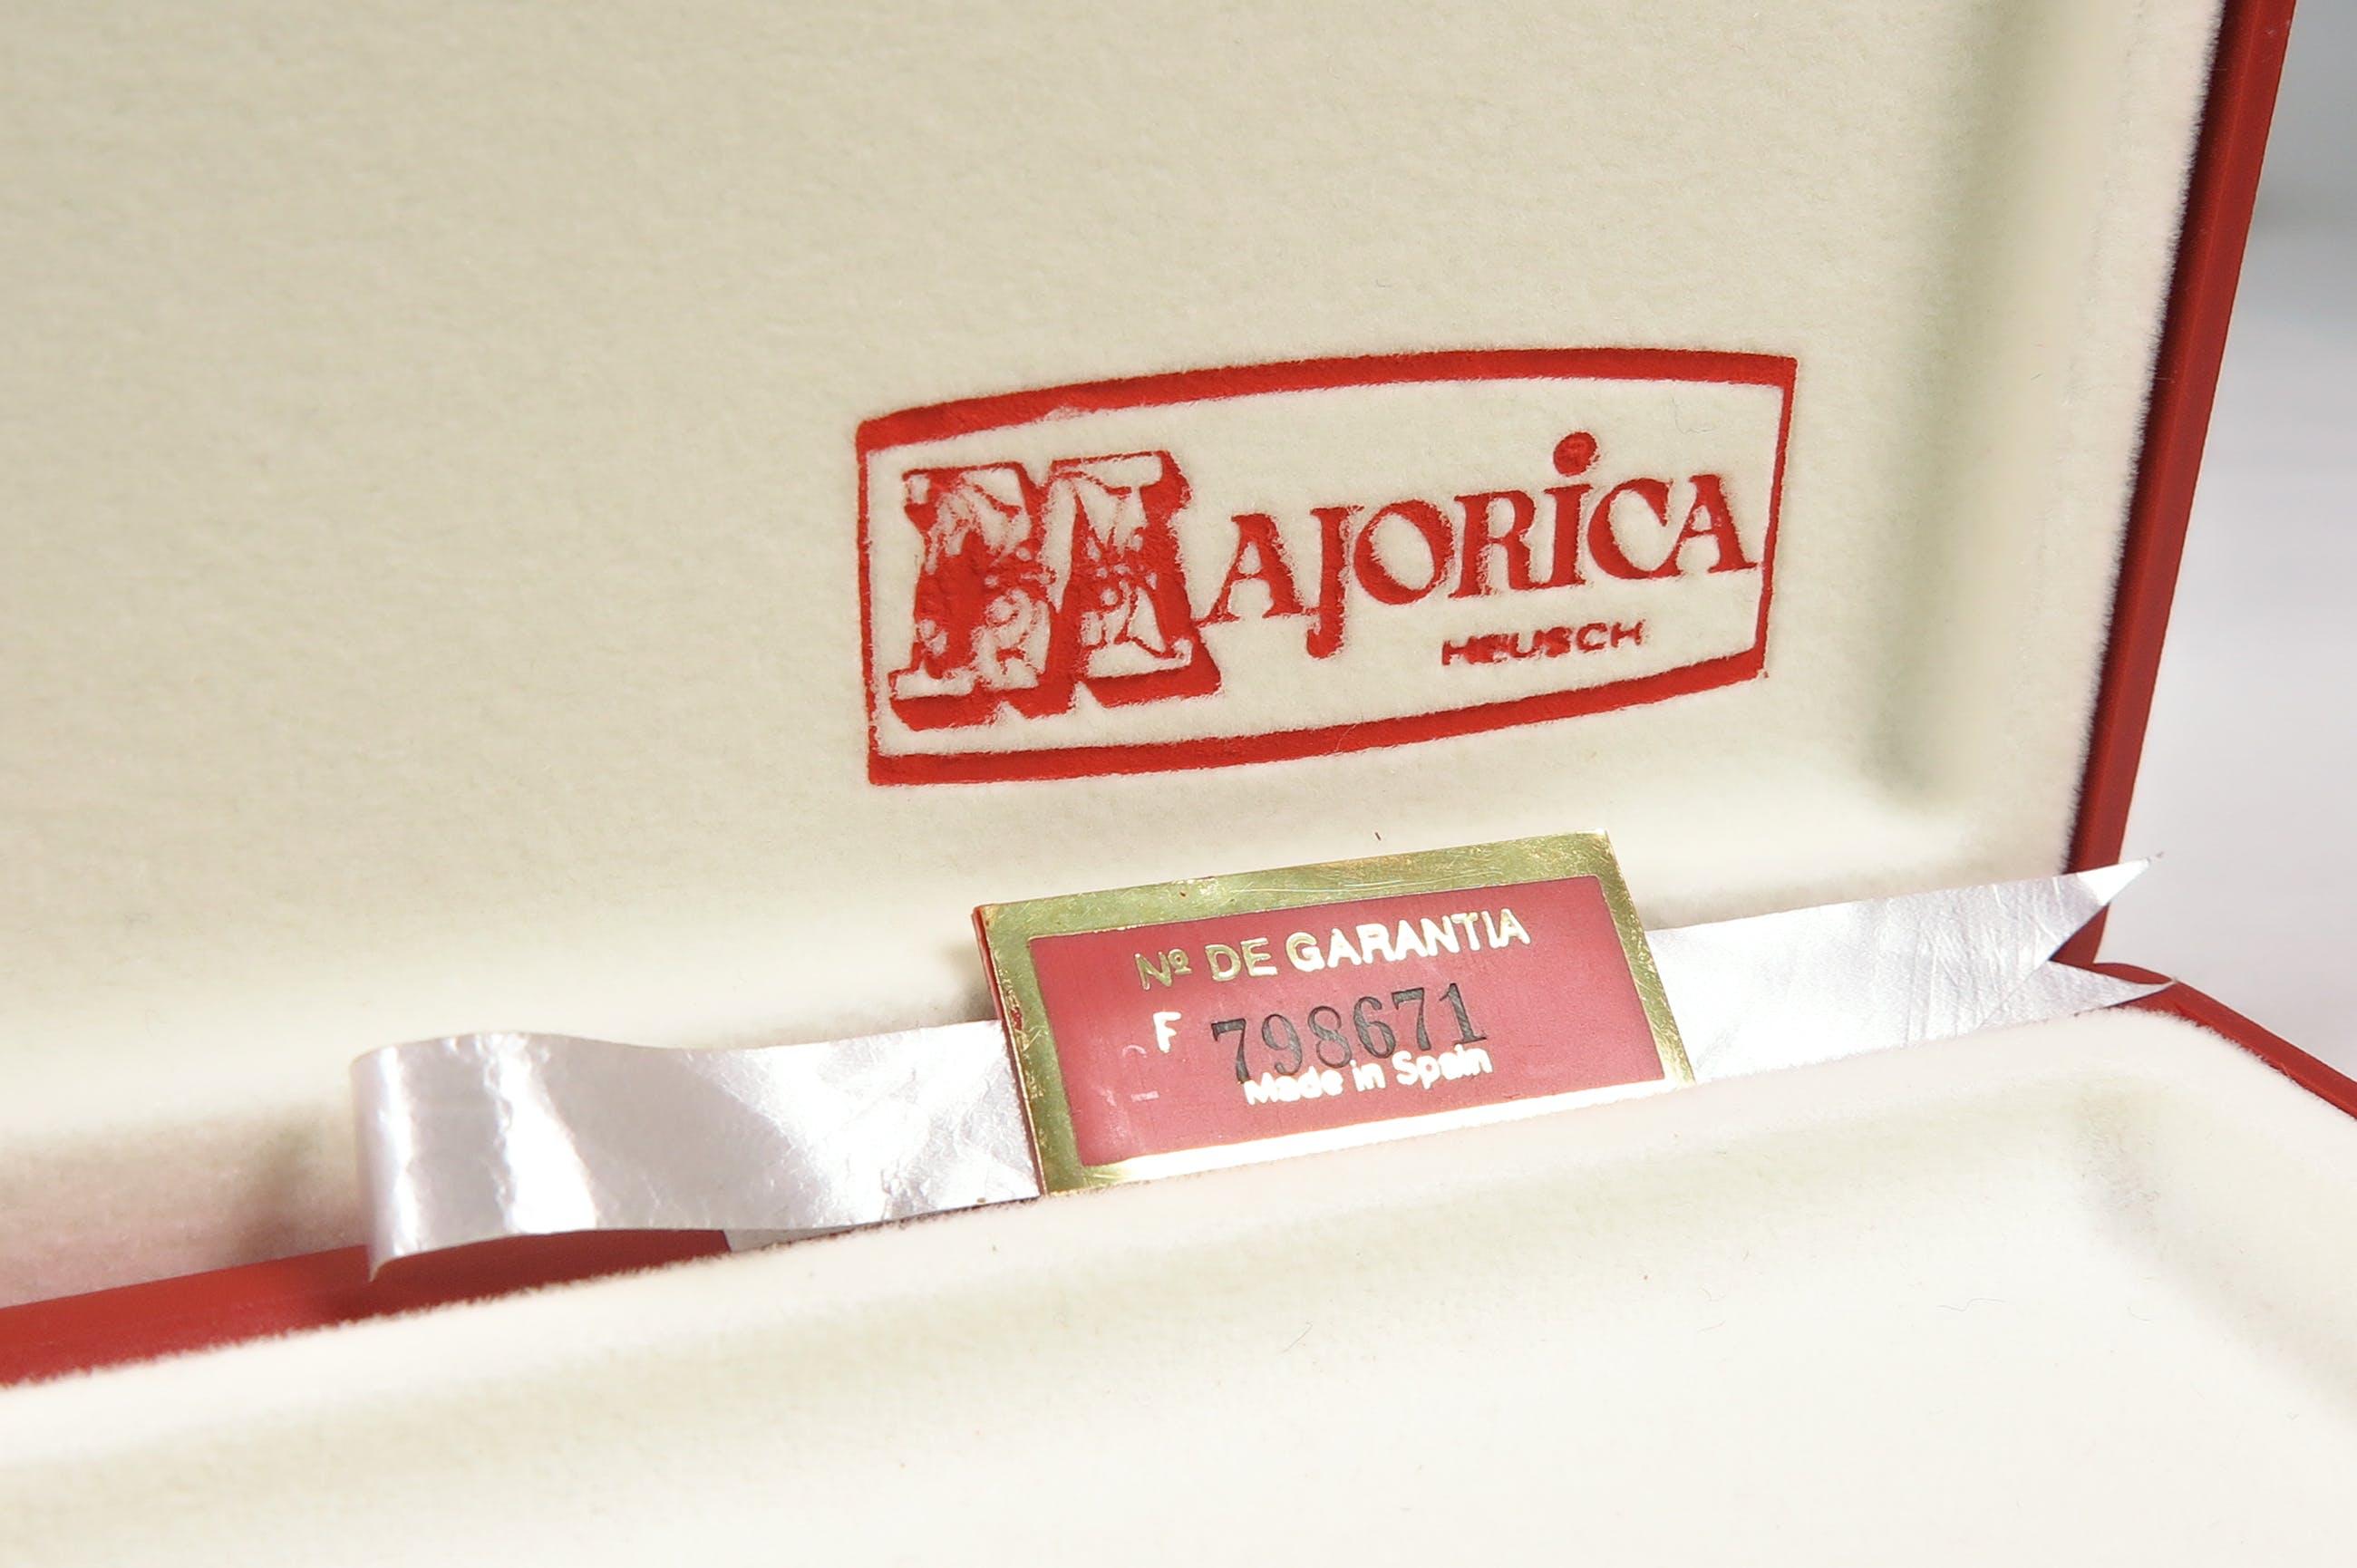 MAJORiCA
HEUSCH
Nº DE GARANTIA
F 798671
Made in Spain